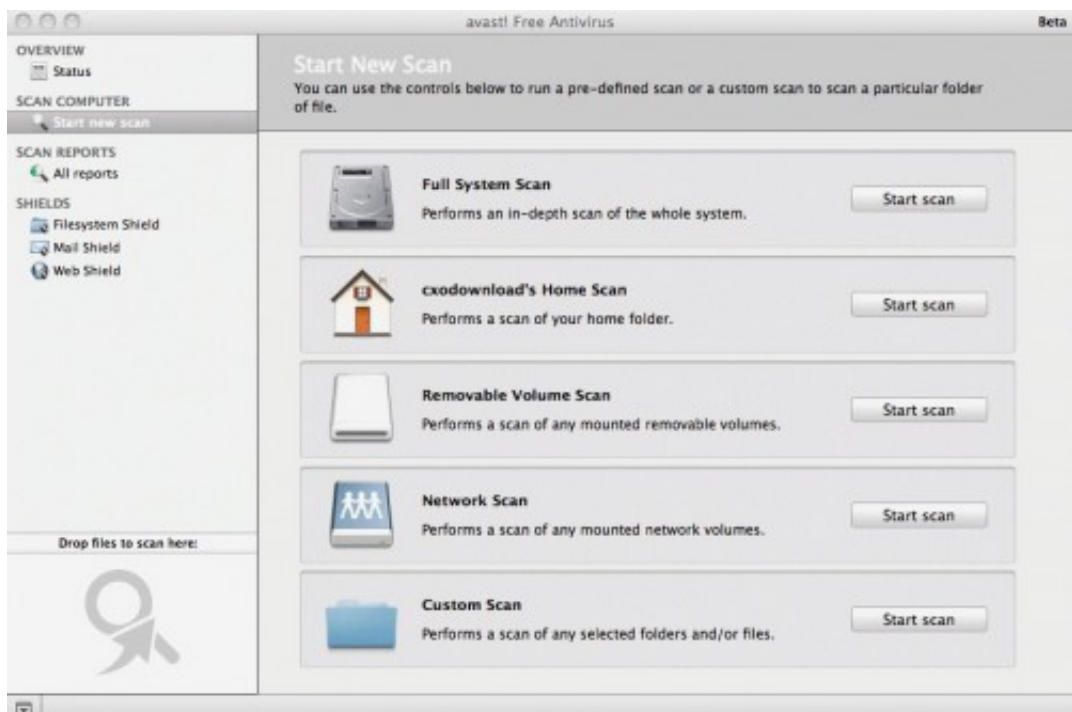 avast! Free Antivirus
Beta
OVERVIEW
Status
SCAN COMPUTER
Start new scan
SCAN REPORTS
All reports
SHIELDS
Filesystem Shield
Mail Shield
Web Shield
Drop files to scan here:
Start New Scan
You can use the controls below to run a pre-defined scan or a custom scan to scan a particular folder
of file.
Full System Scan
Performs an in-depth scan of the whole system.
Start scan
cxodownload's Home Scan
Performs a scan of your home folder.
Start scan
Removable Volume Scan
Performs a scan of any mounted removable volumes.
Start scan
Network Scan
Performs a scan of any mounted network volumes.
Start scan
Custom Scan
Performs a scan of any selected folders and/or files.
Start scan